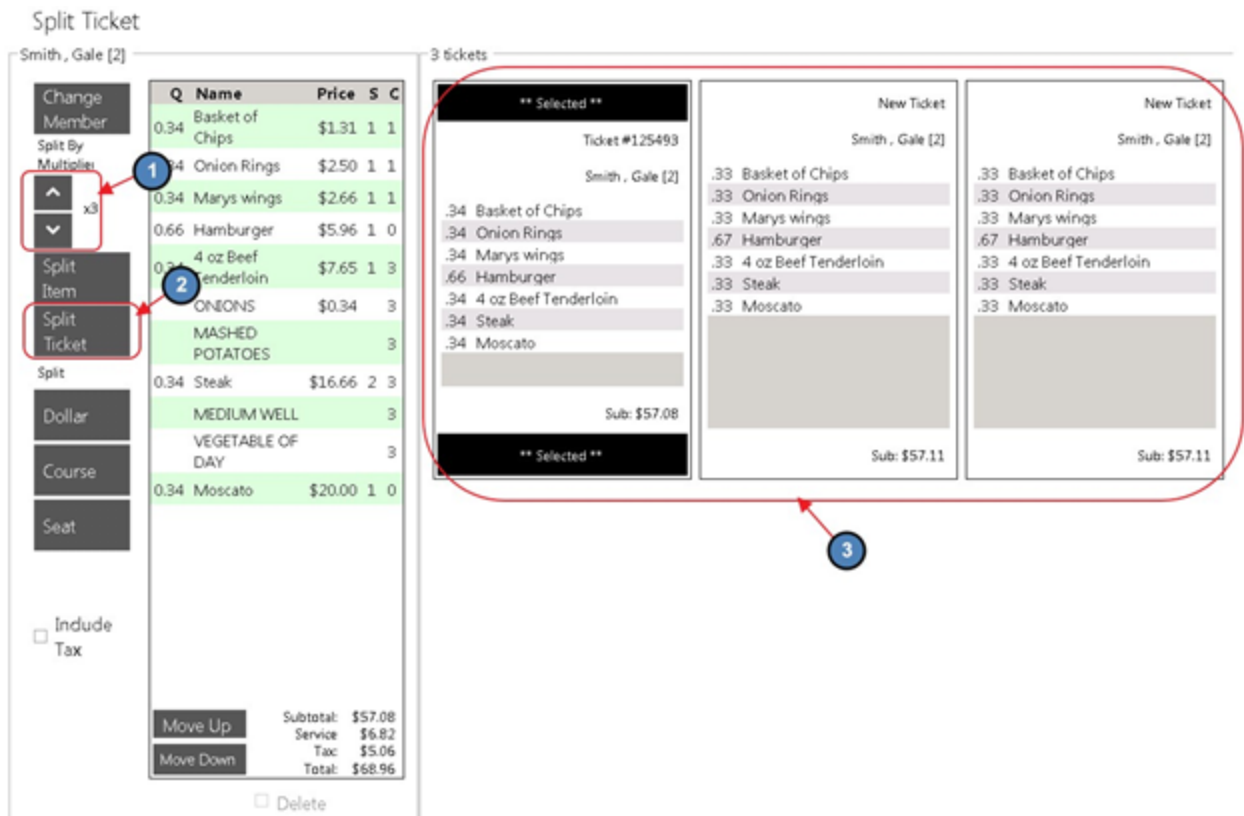 Split Ticket
Smith , Gale [2]
Change
Member
Split By
Multiplier
1
x3
Split
Item
2
Split
Ticket
Split
Dollar
Course
Seat
Include
Tax
Q Name Price S C
0.34 Basket of Chips $1.31 1 1
Onion Rings $2.50 1 1
0.34 Marys wings $2.66 1 1
0.66 Hamburger $5.96 1 0
4 oz Beef Tenderloin $7.65 1 3
ONIONS $0.34 3
MASHED POTATOES 3
0.34 Steak $16.66 2 3
MEDIUM WELL 3
VEGETABLE OF DAY 3
0.34 Moscato $20.00 1 0
Move Up
Move Down
Subtotal: $57.08
Service $6.82
Tax: $5.06
Total: $68.96
Delete
3 tickets
** Selected **
Ticket #125493
Smith , Gale [2]
.34 Basket of Chips
.34 Onion Rings
.34 Marys wings
.66 Hamburger
.34 4 oz Beef Tenderloin
.34 Steak
.34 Moscato
Sub: $57.08
** Selected **
New Ticket
Smith , Gale [2]
.33 Basket of Chips
.33 Onion Rings
.33 Marys wings
.67 Hamburger
.33 4 oz Beef Tenderloin
.33 Steak
.33 Moscato
Sub: $57.11
New Ticket
Smith , Gale [2]
.33 Basket of Chips
.33 Onion Rings
.33 Marys wings
.67 Hamburger
.33 4 oz Beef Tenderloin
.33 Steak
.33 Moscato
Sub: $57.11
3